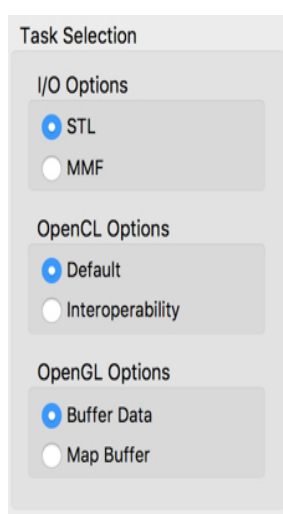 Task Selection
I/O Options
STL
MMF
OpenCL Options
Default
Interoperability
OpenGL Options
Buffer Data
Map Buffer